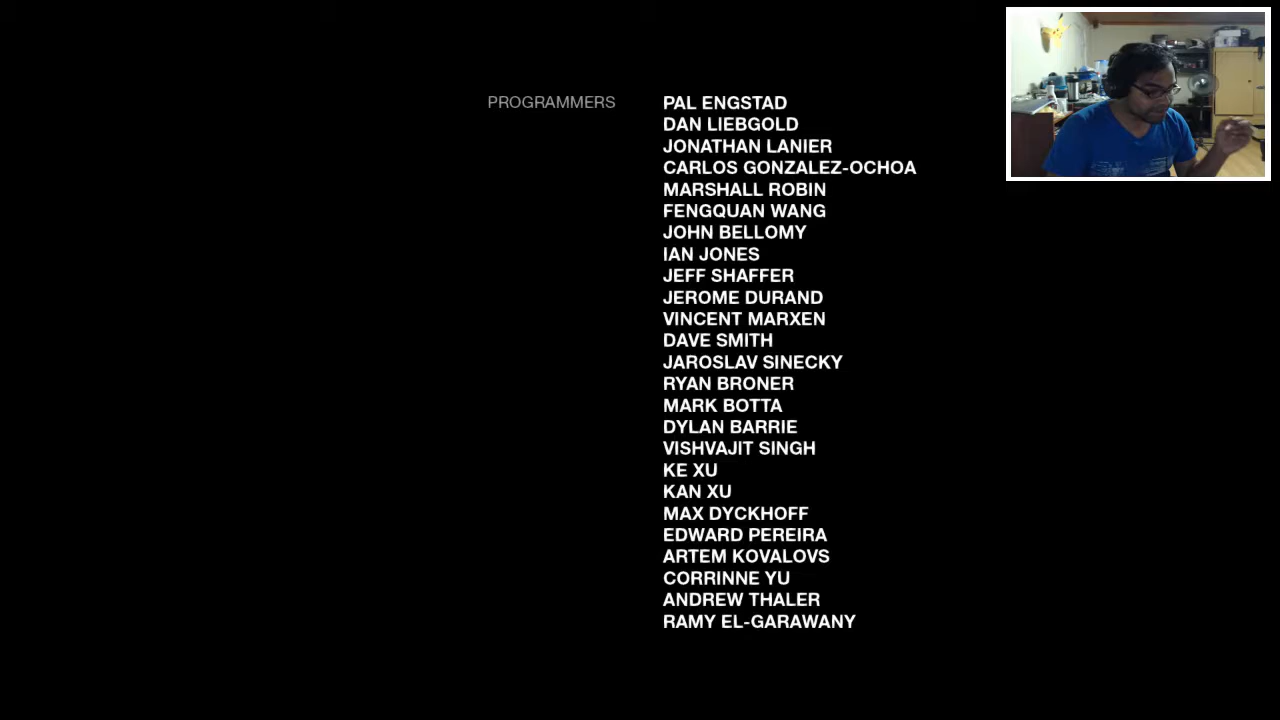 PROGRAMMERS
PAL ENGSTAD
DAN LIEBGOLD
JONATHAN LANIER
CARLOS GONZALEZ-OCHOA
MARSHALL ROBIN
FENGQUAN WANG
JOHN BELLOMY
IAN JONES
JEFF SHAFFER
JEROME DURAND
VINCENT MARXEN
DAVE SMITH
JAROSLAV SINECKY
RYAN BRONER
MARK BOTTA
DYLAN BARRIE
VISHVAJIT SINGH
KE XU
KAN XU
MAX DYCKHOFF
EDWARD PEREIRA
ARTEM KOVALOVS
CORRINNE YU
ANDREW THALER
RAMY EL-GARAWANY